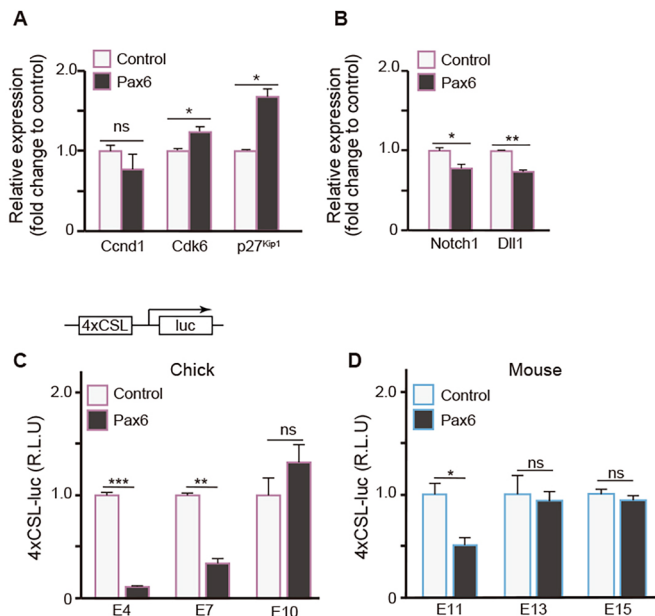 A
Relative expression
(fold change to control)
2.0
1.0
0
Control
Pax6
ns
*
*
Ccnd1
Cdk6
p27Kip1
B
Relative expression
(fold change to control)
2.0
1.0
0
Control
Pax6
*
**
Notch1
Dll1
4xCSL
luc
C
Chick
4xCSL-luc (R.L.U)
2.0
1.0
0
Control
Pax6
***
**
ns
E4
E7
E10
D
Mouse
4xCSL-luc (R.L.U)
2.0
1.0
0
Control
Pax6
*
ns
ns
E11
E13
E15